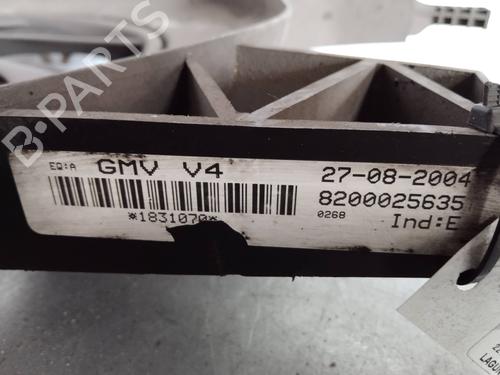 B-PARTS
EQ:A GMV V4 27-08-2004
8200025635
*1831070* 0268
Ind:E